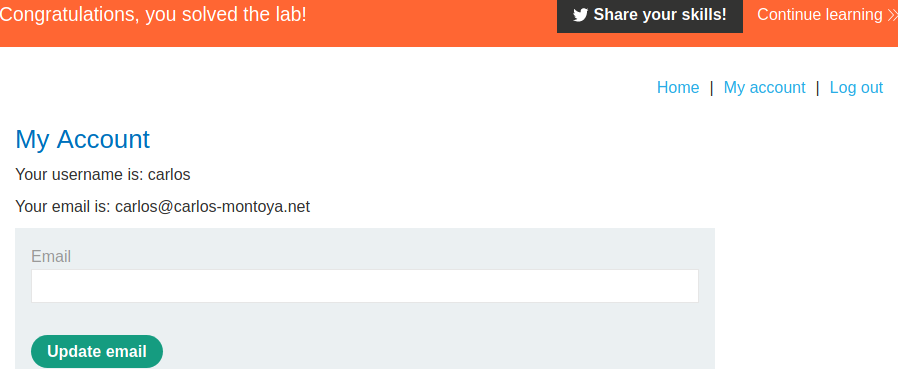 Congratulations, you solved the lab! Share your skills! Continue learning
Home | My account | Log out
My Account
Your username is: carlos
Your email is: carlos@carlos-montoya.net
Email
Update email